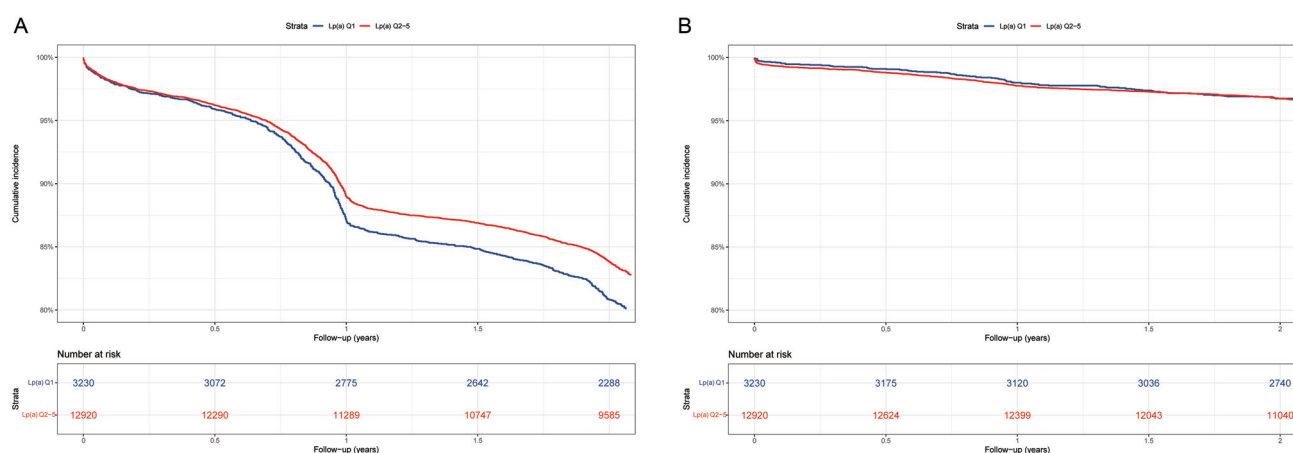 A
Strata Lp(a) Q1 Lp(a) Q2-5
100%
95%
90%
85%
80%
Cumulative incidence
0 0.5 1 1.5
Follow-up (years)
Number at risk
Strata
Lp(a) Q1 3230 3072 2775 2642 2288
Lp(a) Q2-5 12920 12290 11289 10747 9585
0 0.5 1 1.5
Follow-up (years)
B
Strata Lp(a) Q1 Lp(a) Q2-5
100%
95%
90%
85%
80%
Cumulative incidence
0 0.5 1 1.5 2
Follow-up (years)
Number at risk
Strata
Lp(a) Q1 3230 3175 3120 3036 2740
Lp(a) Q2-5 12920 12624 12399 12043 11040
0 0.5 1 1.5 2
Follow-up (years)